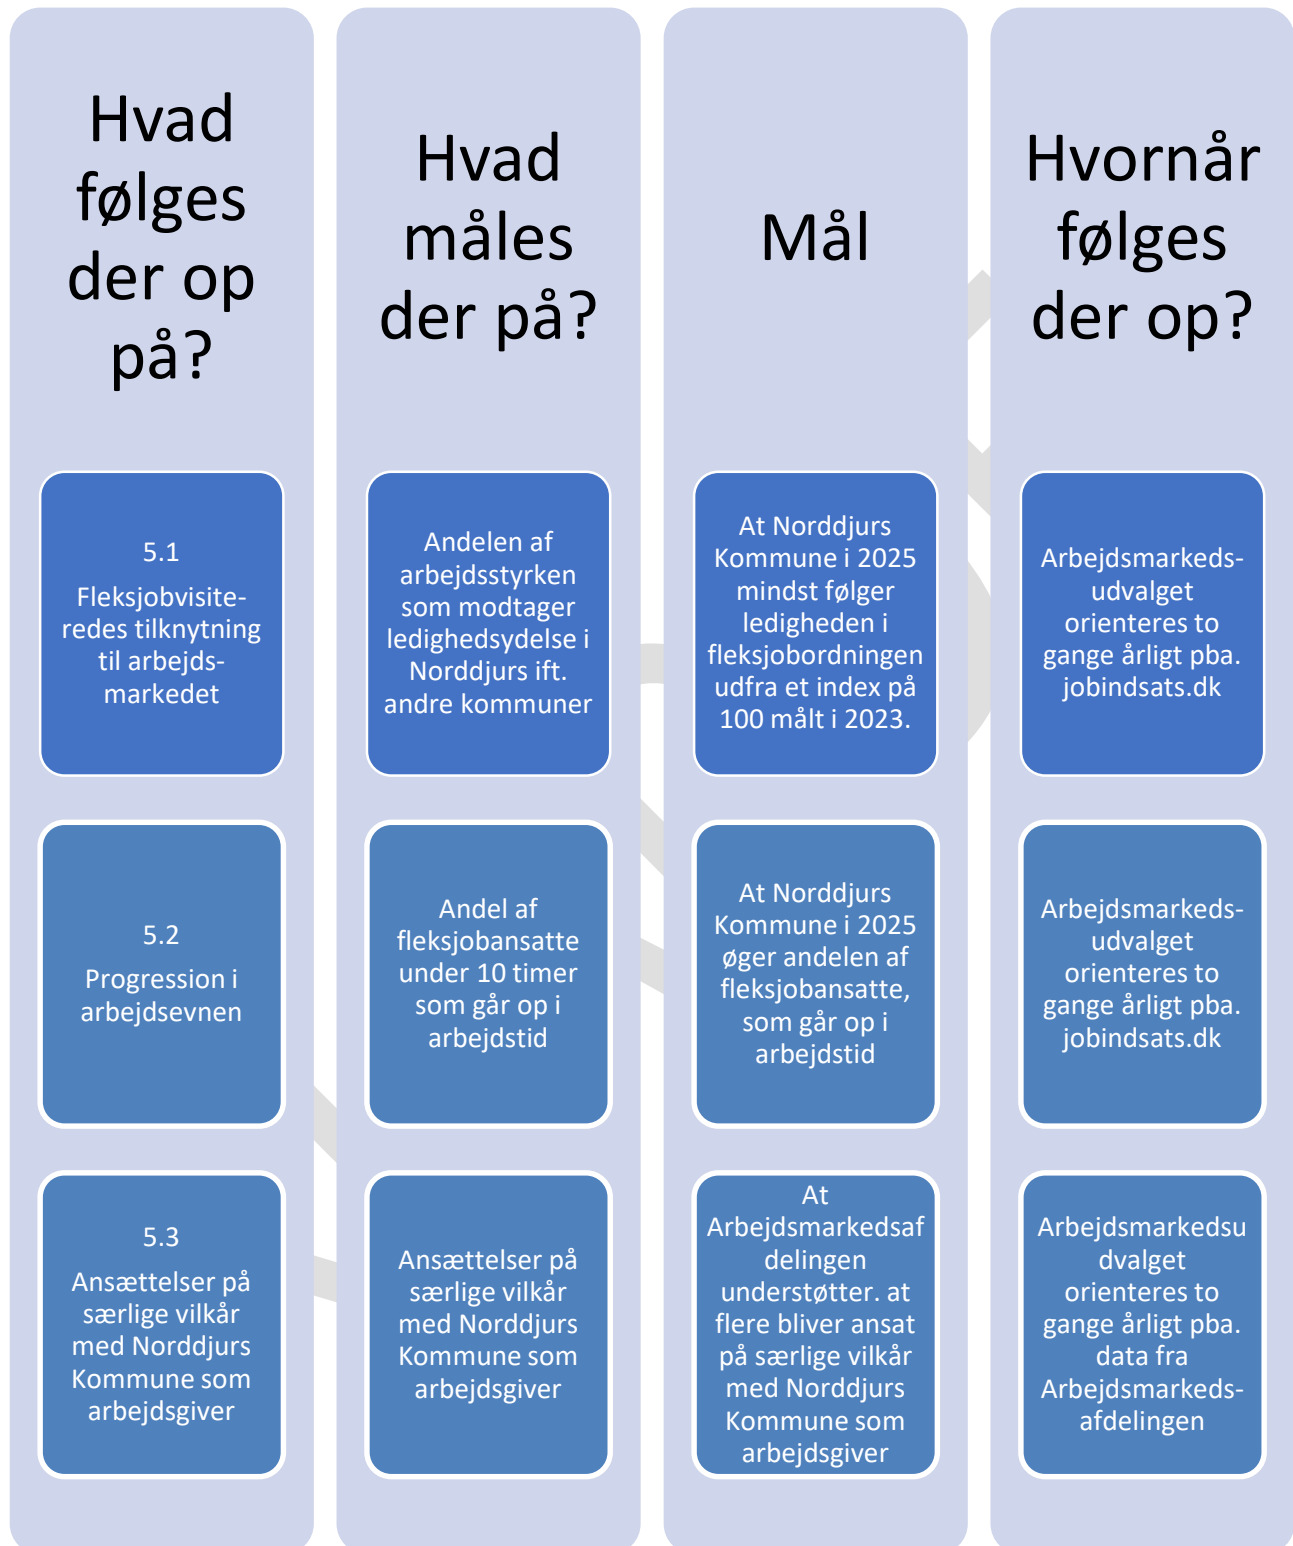 Hvad
følges
der op
på?
5.1
Fleksjobvisite-
redes tilknytning
til arbejds-
markedet
5.2
Progression i
arbejdsevnen
5.3
Ansættelser på
særlige vilkår
med Norddjurs
Kommune som
arbejdsgiver
Hvad
måles
der på?
Andelen af
arbejdsstyrken
som modtager
ledighedsydelse i
Norddjurs ift.
andre kommuner
Andel af
fleksjobansatte
under 10 timer
som går op i
arbejdstid
Ansættelser på
særlige vilkår
med Norddjurs
Kommune som
arbejdsgiver
Mål
At Norddjurs
Kommune i 2025
mindst følger
ledigheden i
fleksjobordningen
udfra et index på
100 målt i 2023.
At Norddjurs
Kommune i 2025
øger andelen af
fleksjobansatte,
som går op i
arbejdstid
At
Arbejdsmarkedsaf
delingen
understøtter. at
flere bliver ansat
på særlige vilkår
med Norddjurs
Kommune som
arbejdsgiver
Hvornår
følges
der op?
Arbejdsmarkeds-
udvalget
orienteres to
gange årligt pba.
jobindsats.dk
Arbejdsmarkeds-
udvalget
orienteres to
gange årligt pba.
jobindsats.dk
Arbejdsmarkedsu
dvalget
orienteres to
gange årligt pba.
data fra
Arbejdsmarkeds-
afdelingen